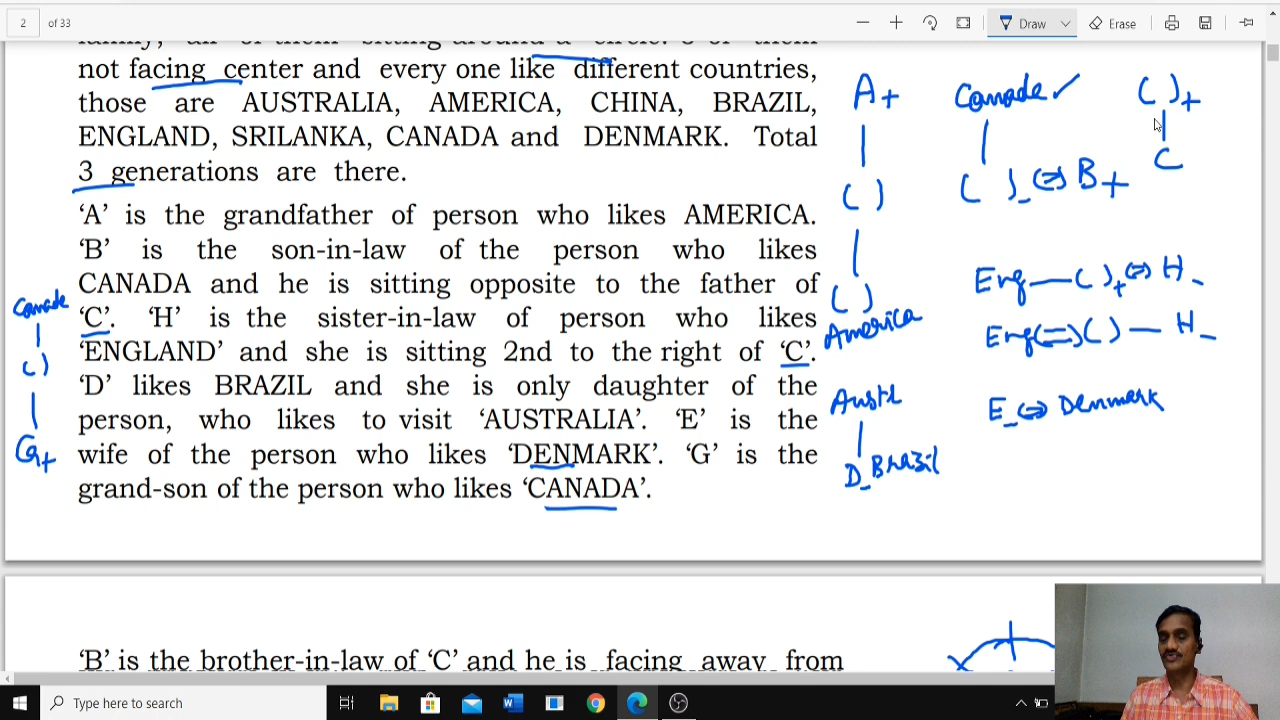 2 of 33
Draw
Erase
family, all of them sitting around a circle. 3 of them
not facing center and every one like different countries,
those are AUSTRALIA, AMERICA, CHINA, BRAZIL,
ENGLAND, SRILANKA, CANADA and DENMARK. Total
3 generations are there.
‘A’ is the grandfather of person who likes AMERICA.
‘B’ is the son-in-law of the person who likes
CANADA and he is sitting opposite to the father of
‘C’. ‘H’ is the sister-in-law of person who likes
‘ENGLAND’ and she is sitting 2nd to the right of ‘C’.
‘D’ likes BRAZIL and she is only daughter of the
person, who likes to visit ‘AUSTRALIA’. ‘E’ is the
wife of the person who likes ‘DENMARK’. ‘G’ is the
grand-son of the person who likes ‘CANADA’.
Canade
( )
G+
A+
( )
( )
America
Canade ✓
( )- ⇔ B+
( )+
C
Eng — ( )+ ⇔ H-
Eng (=) ( ) — H-
Austl
D- Brazil
E- ⇔ Denmark
‘B’ is the brother-in-law of ‘C’ and he is facing away from
Type here to search